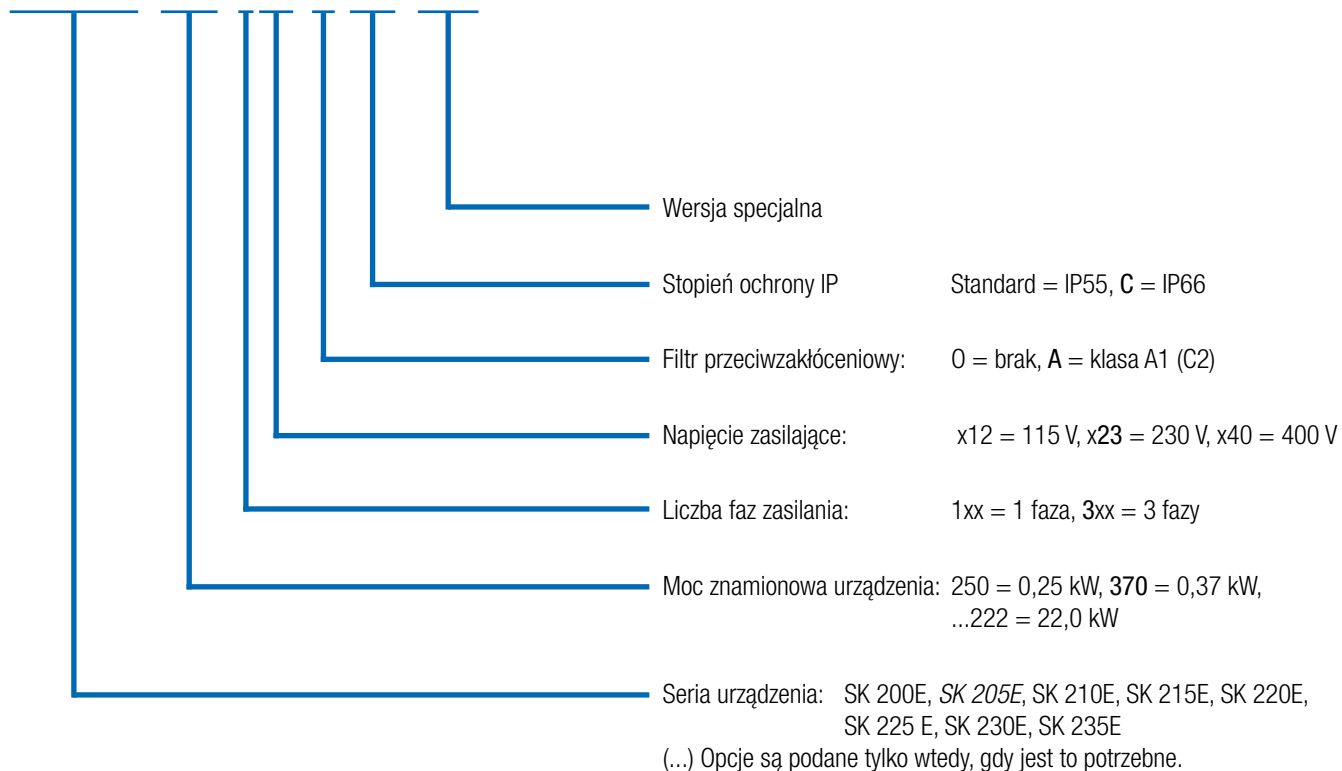 Wersja specjalna
Stopień ochrony IP Standard = IP55, C = IP66
Filtr przeciwzakłóceniowy: O = brak, A = klasa A1 (C2)
Napięcie zasilające: x12 = 115 V, x23 = 230 V, x40 = 400 V
Liczba faz zasilania: 1xx = 1 faza, 3xx = 3 fazy
Moc znamionowa urządzenia: 250 = 0,25 kW, 370 = 0,37 kW,
...222 = 22,0 kW
Seria urządzenia: SK 200E, SK 205E, SK 210E, SK 215E, SK 220E,
SK 225 E, SK 230E, SK 235E
(...) Opcje są podane tylko wtedy, gdy jest to potrzebne.